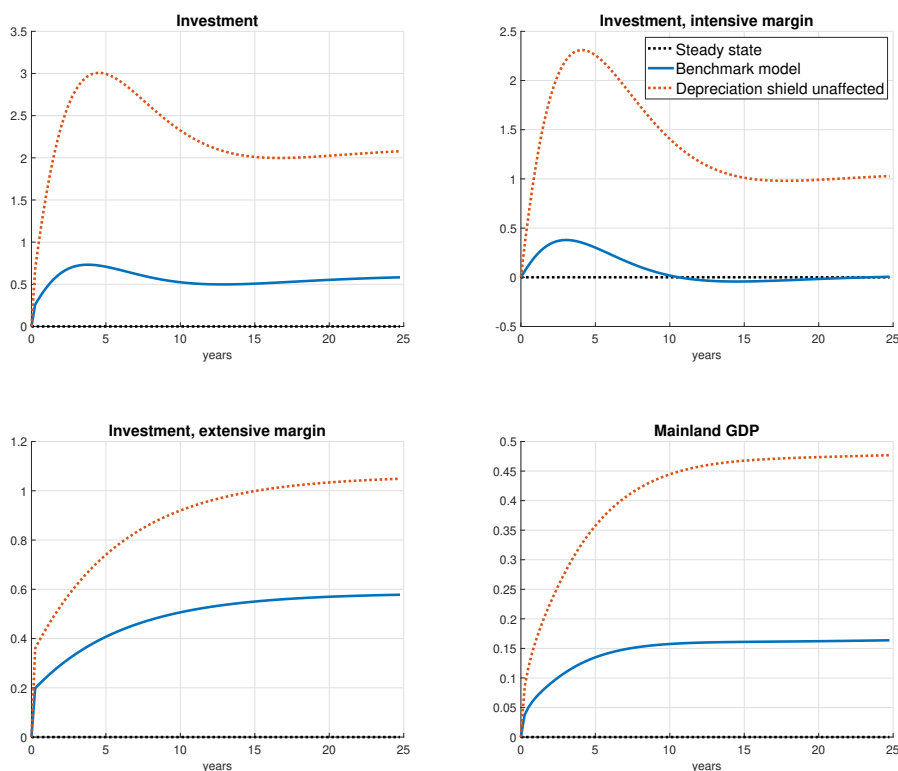 Investment
3.5
3
2.5
2
1.5
1
0.5
0
0 5 10 15 20 25
years
Investment, intensive margin
Steady state
Benchmark model
Depreciation shield unaffected
2.5
2
1.5
1
0.5
0
-0.5
0 5 10 15 20 25
years
Investment, extensive margin
1.2
1
0.8
0.6
0.4
0.2
0
0 5 10 15 20 25
years
Mainland GDP
0.5
0.45
0.4
0.35
0.3
0.25
0.2
0.15
0.1
0.05
0
0 5 10 15 20 25
years